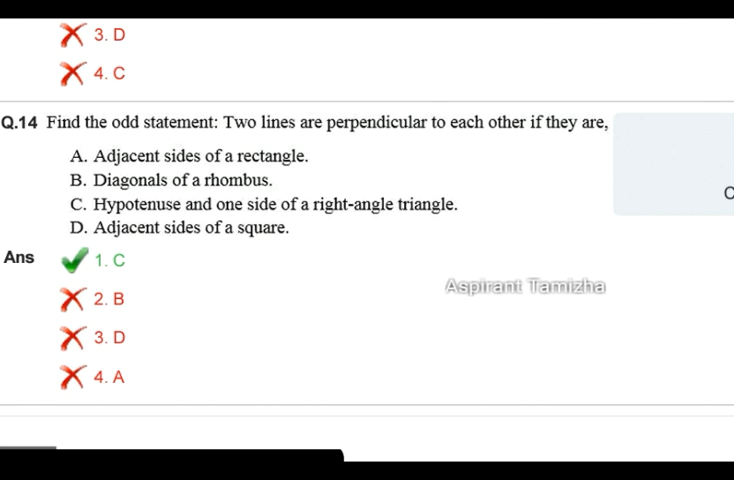 3. D
4. C
Q.14 Find the odd statement: Two lines are perpendicular to each other if they are,
A. Adjacent sides of a rectangle.
B. Diagonals of a rhombus.
C. Hypotenuse and one side of a right-angle triangle.
D. Adjacent sides of a square.
Ans 1. C
2. B
3. D
4. A
Aspirant Tamizha